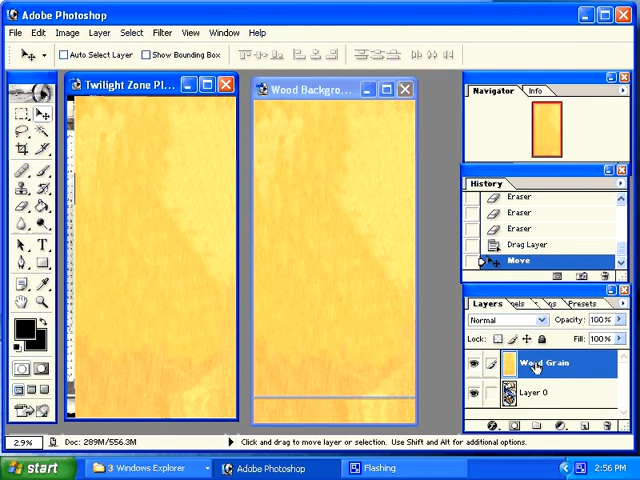 Adobe Photoshop
File Edit Image Layer Select Filter View Window Help
Auto Select Layer Show Bounding Box
Twilight Zone Pl...
Wood Backgro...
Navigator Info
History
Eraser
Eraser
Eraser
Drag Layer
Move
Layers nels ns Presets
Normal Opacity: 100%
Lock: Fill: 100%
Wood Grain
Layer 0
2.9% Doc: 289M/556.3M Click and drag to move layer or selection. Use Shift and Alt for additional options.
start 3 Windows Explorer Adobe Photoshop Flashing 2:56 PM